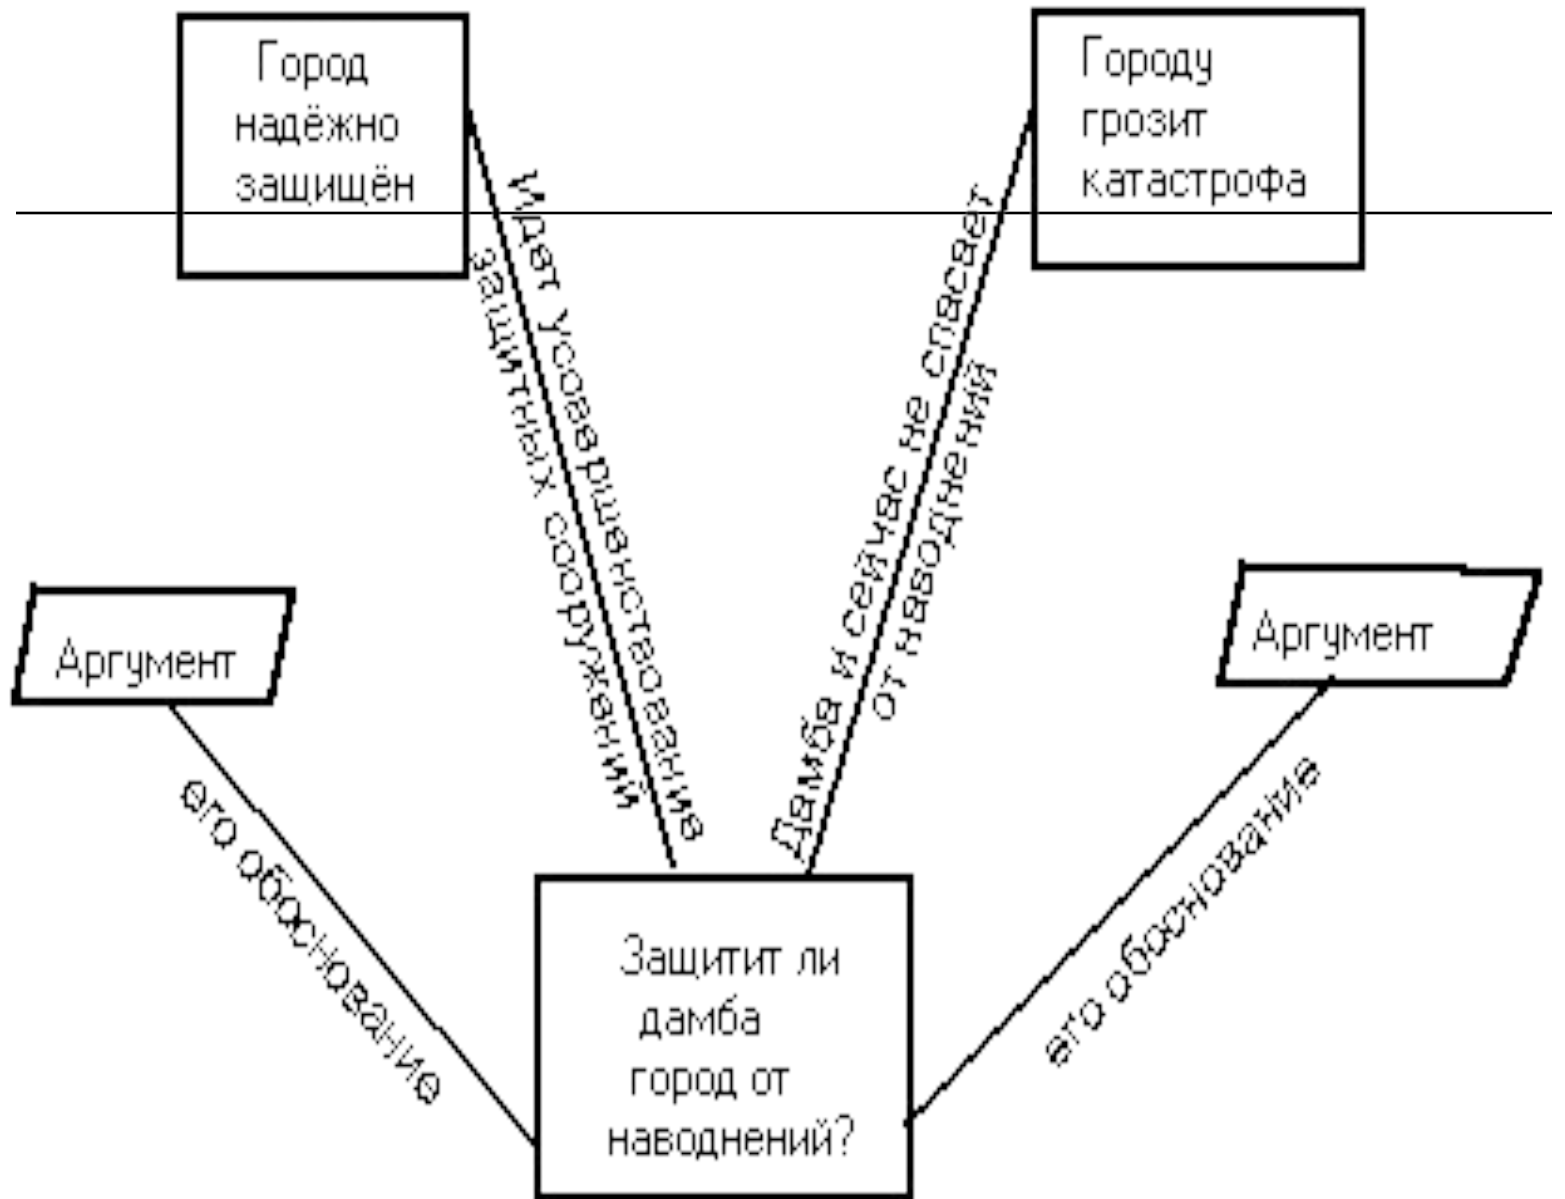 Город
надёжно
защищён
Городу
грозит
катастрофа
Идет усоаершенствование
защитных сооружений
Дамба и сейчас не спасает
от наводнений
Аргумент
Аргумент
его обоснование
его обоснование
Защитит ли
дамба
город от
наводнений?